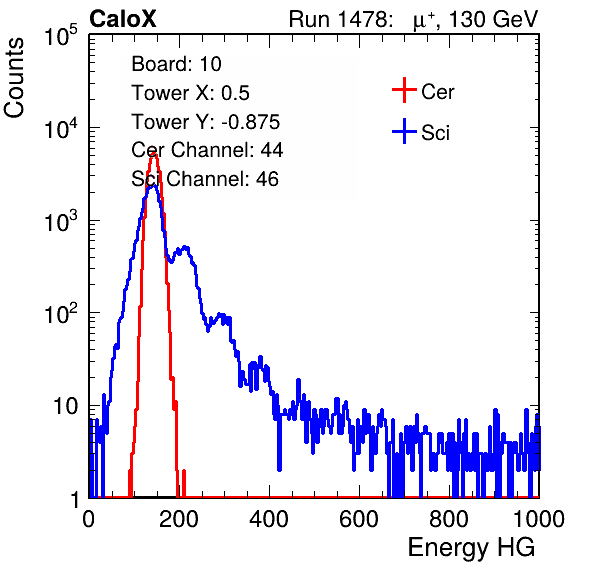 CaloX Run 1478: μ⁺, 130 GeV
Counts
Board: 10
Tower X: 0.5
Tower Y: -0.875
Cer Channel: 44
Sci Channel: 46
Cer
Sci
10⁵
10⁴
10³
10²
10
1
0 200 400 600 800 1000
Energy HG